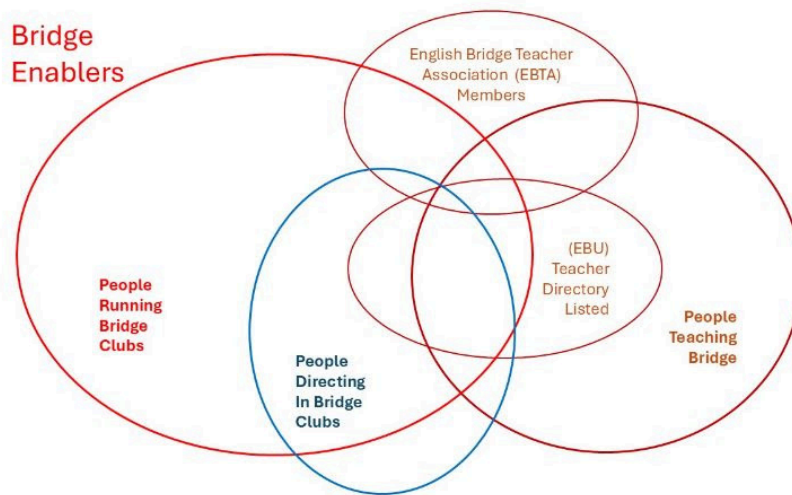 Bridge
Enablers
English Bridge Teacher
Association (EBTA)
Members
(EBU)
Teacher
Directory
Listed
People
Running
Bridge
Clubs
People
Teaching
Bridge
People
Directing
In Bridge
Clubs